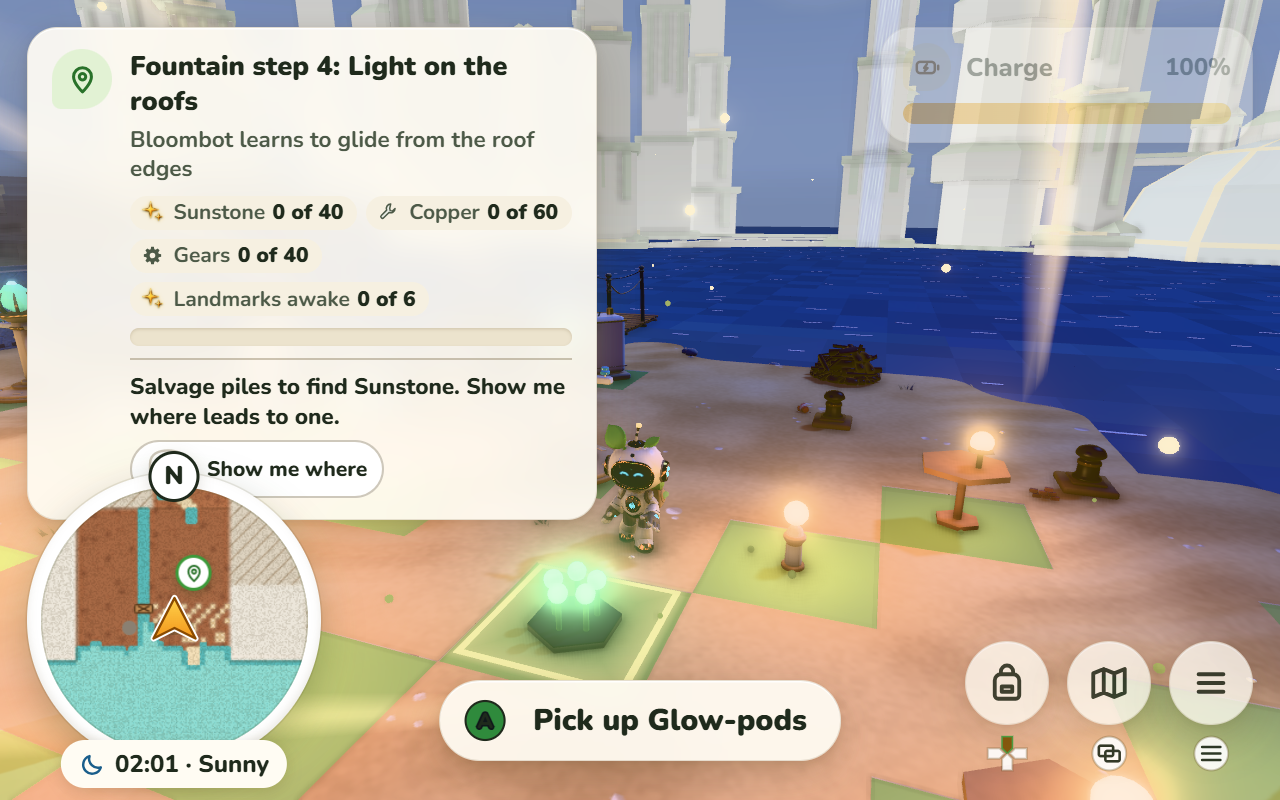 Fountain step 4: Light on the
roofs
Bloombot learns to glide from the roof
edges
Sunstone 0 of 40
Copper 0 of 60
Gears 0 of 40
Landmarks awake 0 of 6
Salvage piles to find Sunstone. Show me
where leads to one.
Show me where
N
02:01 · Sunny
Charge 100%
A Pick up Glow-pods